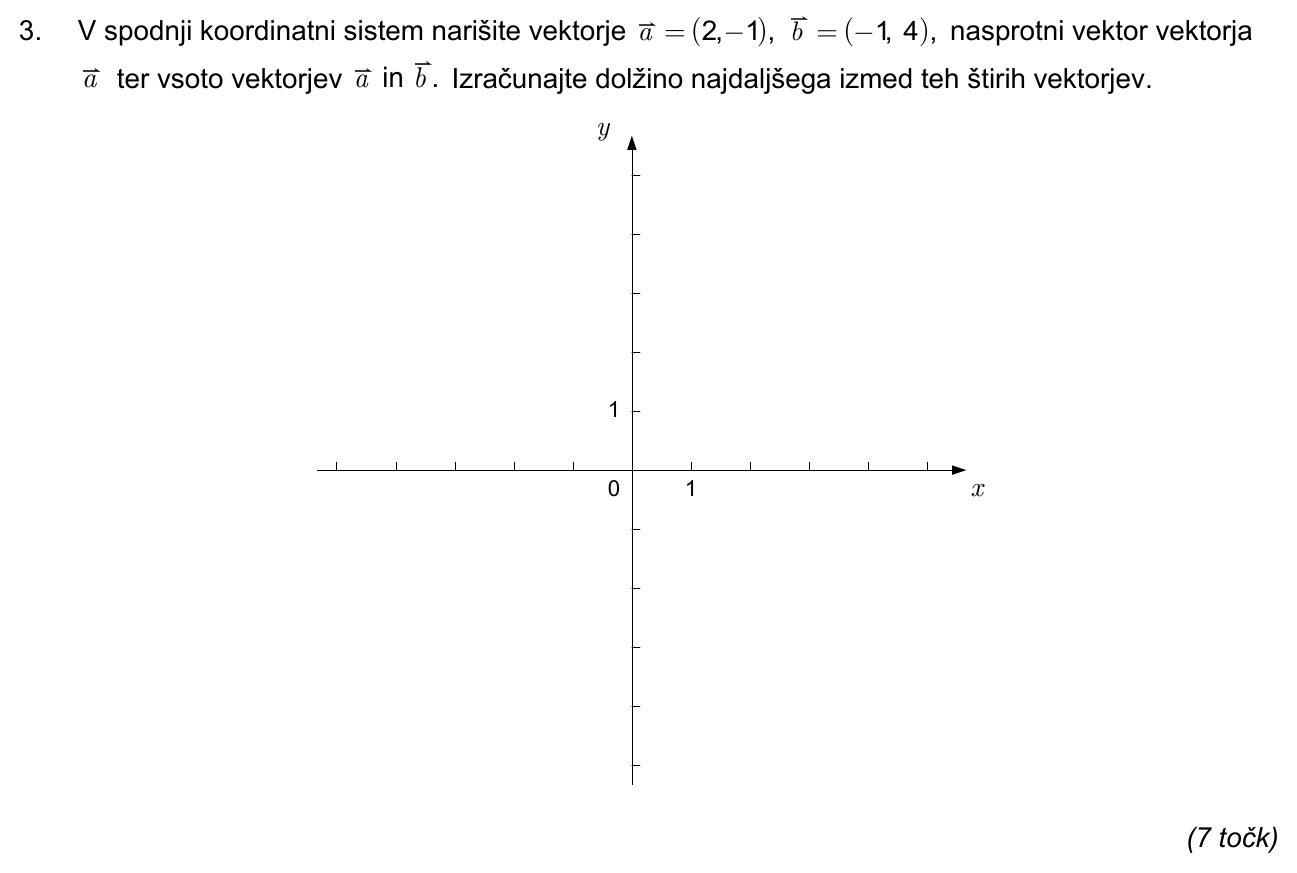 3. V spodnji koordinatni sistem narišite vektorje a⃗ = (2, −1), b⃗ = (−1, 4), nasprotni vektor vektorja
a⃗ ter vsoto vektorjev a⃗ in b⃗. Izračunajte dolžino najdaljšega izmed teh štirih vektorjev.
y
1
0 1 x
(7 točk)